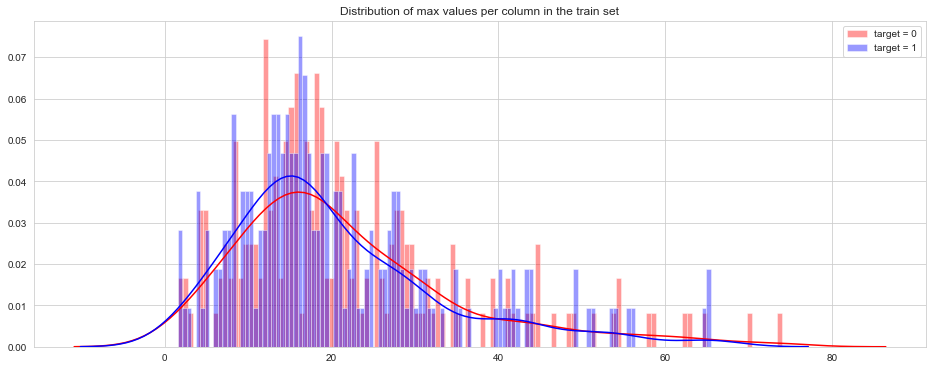 Distribution of max values per column in the train set
target = 0
target = 1
0.07
0.06
0.05
0.04
0.03
0.02
0.01
0.00
0 20 40 60 80